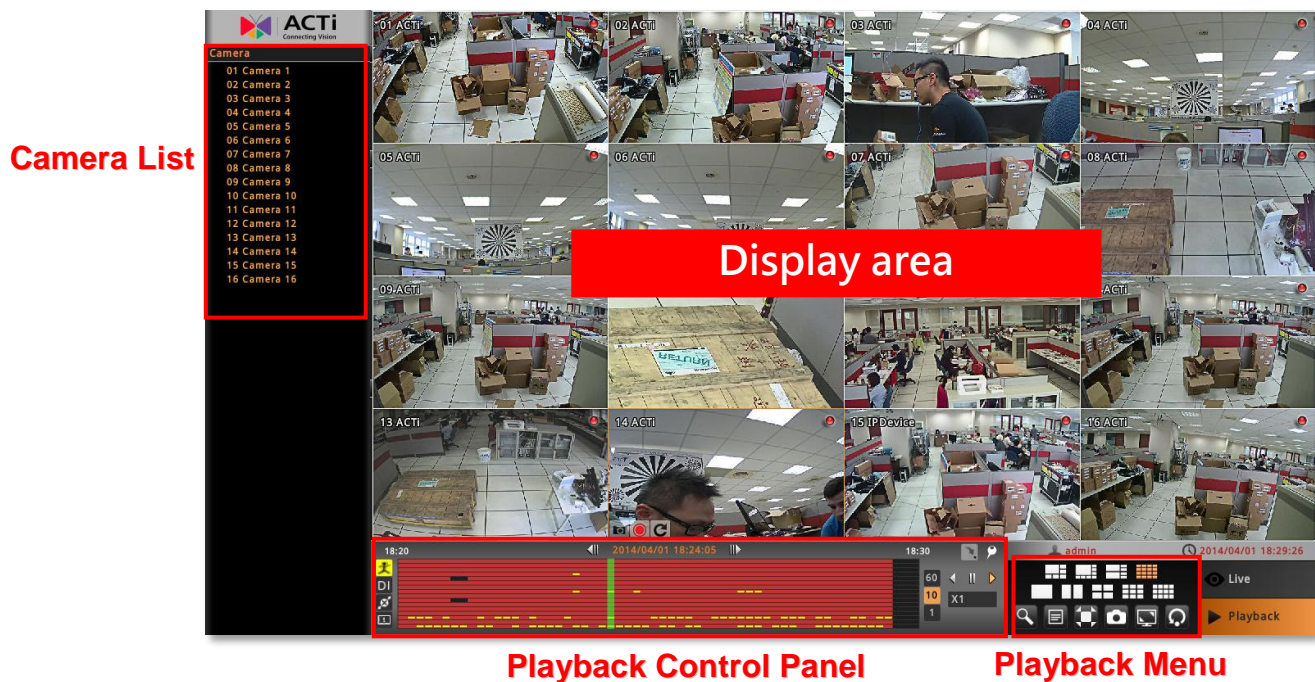 ACTi
Connecting Vision
Camera
01 Camera 1
02 Camera 2
03 Camera 3
04 Camera 4
05 Camera 5
06 Camera 6
07 Camera 7
08 Camera 8
09 Camera 9
10 Camera 10
11 Camera 11
12 Camera 12
13 Camera 13
14 Camera 14
15 Camera 15
16 Camera 16
Camera List
01 ACTi
02 ACTi
03 ACTi
04 ACTi
05 ACTi
06 ACTi
07 ACTi
08 ACTi
Display area
09 ACTi
ACTi
RETURN
13 ACTi
14 ACTi
15 IPDevice
16 ACTi
18:20
2014/04/01 18:24:05
18:30
DI
60
10
1
X1
admin
2014/04/01 18:29:26
Live
Playback
Playback Control Panel
Playback Menu